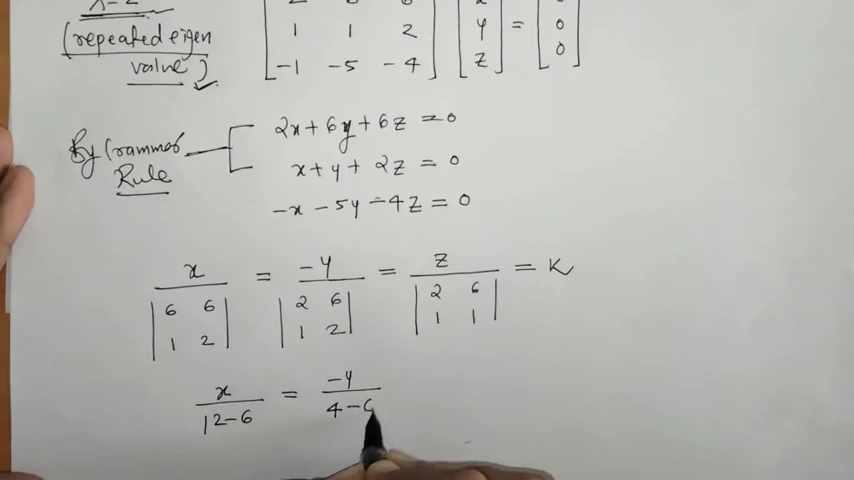 (repeated eigen value)
1 1 2 y = 0
-1 -5 -4 z 0
2x + 6y + 6z = 0
By Crammer Rule
x + y + 2z = 0
-x - 5y - 4z = 0
x = -y = z = K
6 6 2 6 2 6
1 2 1 2 1 1
x = -y
12-6 4-6